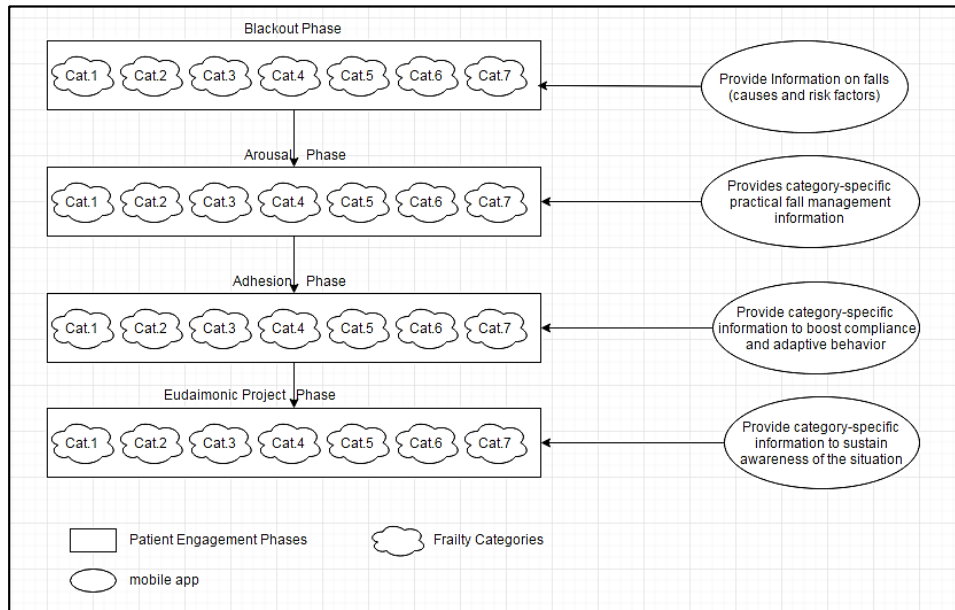 Blackout Phase
Cat.1 Cat.2 Cat.3 Cat.4 Cat.5 Cat.6 Cat.7
Provide Information on falls
(causes and risk factors)
Arousal Phase
Cat.1 Cat.2 Cat.3 Cat.4 Cat.5 Cat.6 Cat.7
Provides category-specific
practical fall management
information
Adhesion Phase
Cat.1 Cat.2 Cat.3 Cat.4 Cat.5 Cat.6 Cat.7
Provide category-specific
information to boost compliance
and adaptive behavior
Eudaimonic Project Phase
Cat.1 Cat.2 Cat.3 Cat.4 Cat.5 Cat.6 Cat.7
Provide category-specific
information to sustain
awareness of the situation
Patient Engagement Phases
Frailty Categories
mobile app